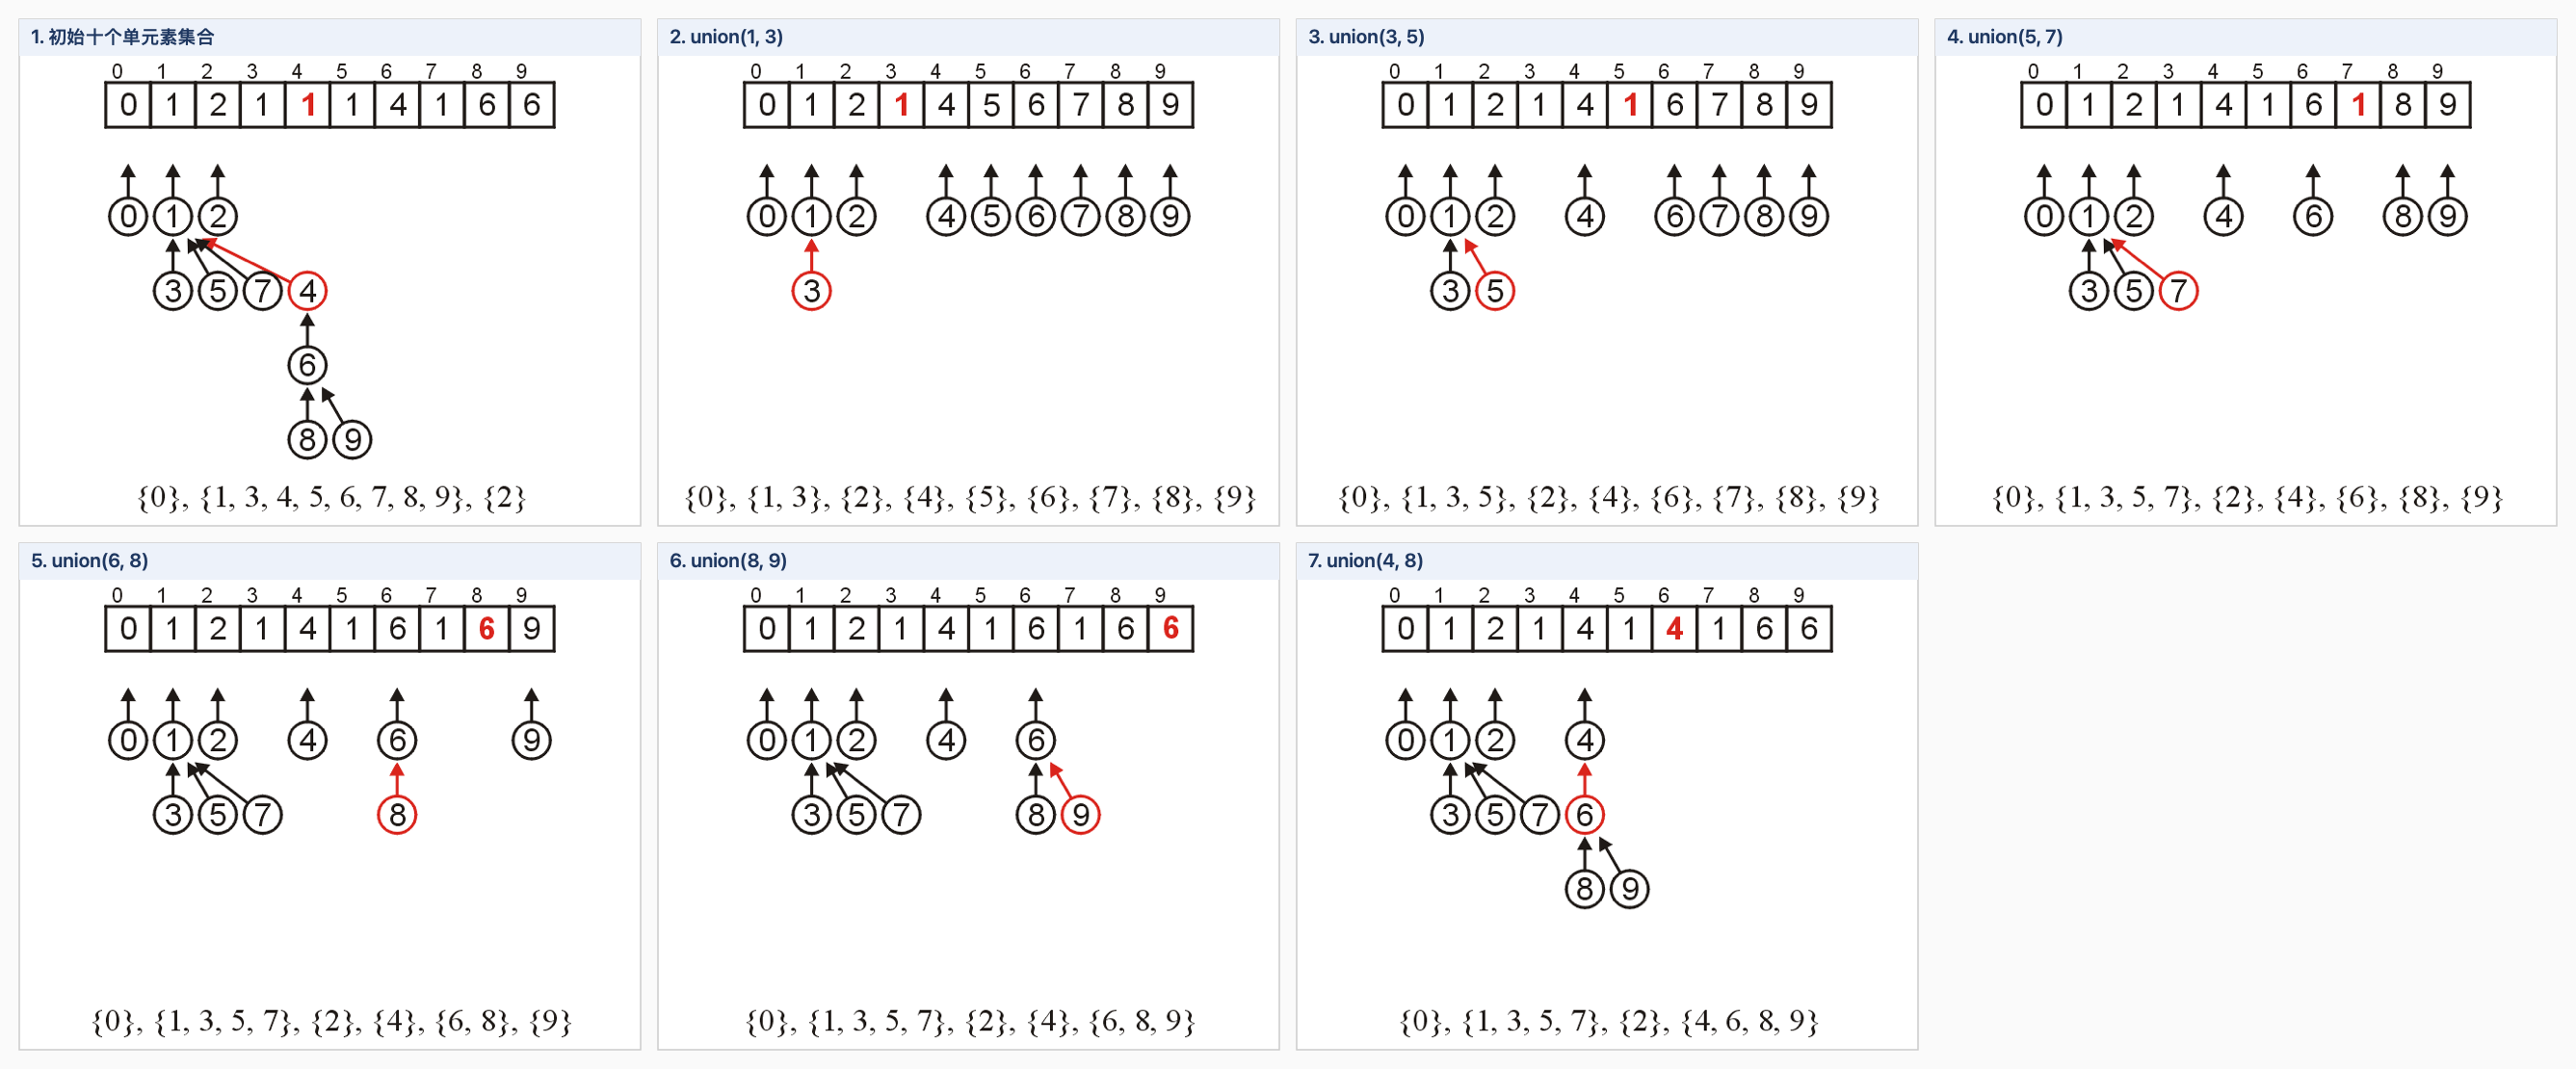 1. 初始十个单元素集合
0 1 2 3 4 5 6 7 8 9
0 1 2 1 1 1 4 1 6 6
0 1 2
3 5 7 4
6
8 9
{0}, {1, 3, 4, 5, 6, 7, 8, 9}, {2}
2. union(1, 3)
0 1 2 3 4 5 6 7 8 9
0 1 2 1 4 5 6 7 8 9
0 1 2 4 5 6 7 8 9
3
{0}, {1, 3}, {2}, {4}, {5}, {6}, {7}, {8}, {9}
3. union(3, 5)
0 1 2 3 4 5 6 7 8 9
0 1 2 1 4 1 6 7 8 9
0 1 2 4 6 7 8 9
3 5
{0}, {1, 3, 5}, {2}, {4}, {6}, {7}, {8}, {9}
4. union(5, 7)
0 1 2 3 4 5 6 7 8 9
0 1 2 1 4 1 6 1 8 9
0 1 2 4 6 8 9
3 5 7
{0}, {1, 3, 5, 7}, {2}, {4}, {6}, {8}, {9}
5. union(6, 8)
0 1 2 3 4 5 6 7 8 9
0 1 2 1 4 1 6 1 6 9
0 1 2 4 6 9
3 5 7 8
{0}, {1, 3, 5, 7}, {2}, {4}, {6, 8}, {9}
6. union(8, 9)
0 1 2 3 4 5 6 7 8 9
0 1 2 1 4 1 6 1 6 6
0 1 2 4 6
3 5 7 8 9
{0}, {1, 3, 5, 7}, {2}, {4}, {6, 8, 9}
7. union(4, 8)
0 1 2 3 4 5 6 7 8 9
0 1 2 1 4 1 4 1 6 6
0 1 2 4
3 5 7 6
8 9
{0}, {1, 3, 5, 7}, {2}, {4, 6, 8, 9}